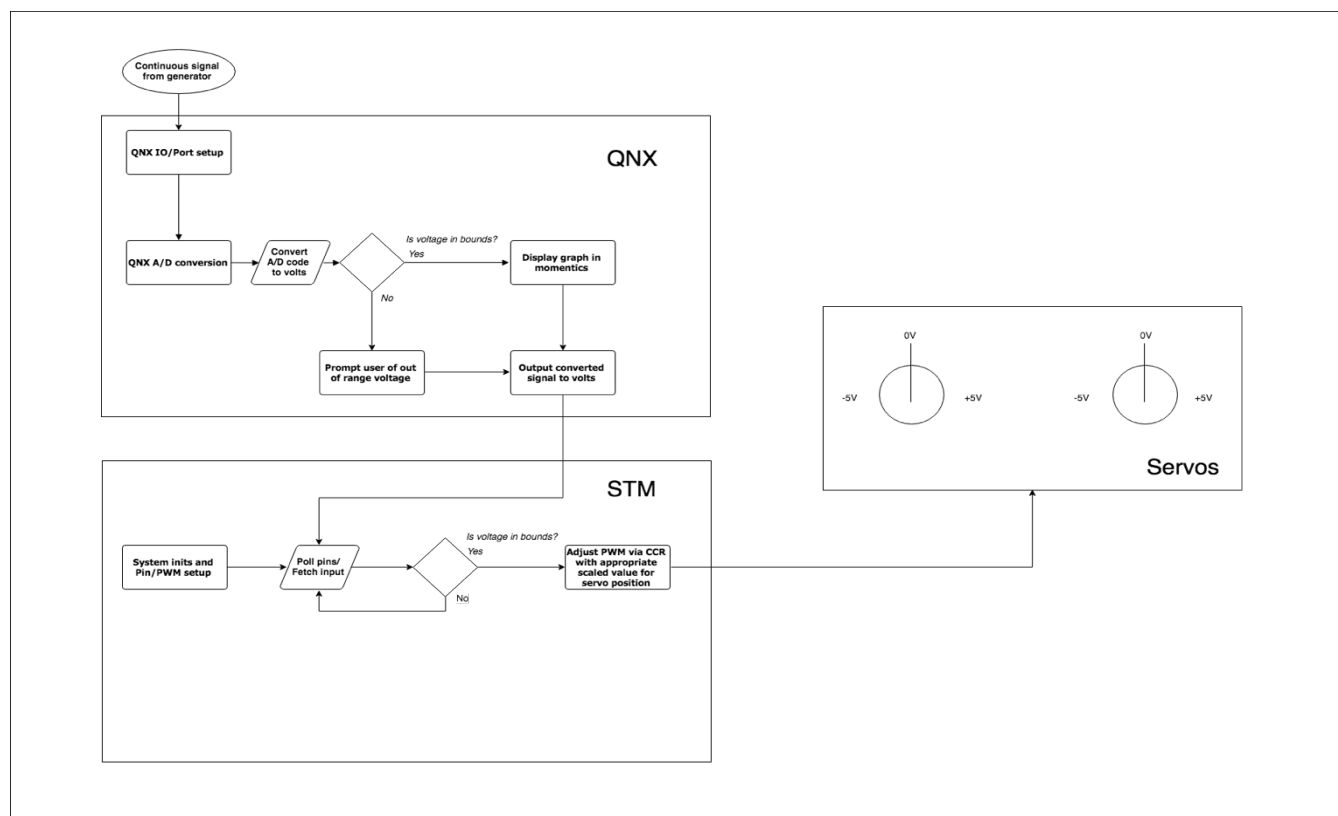 Continuous signal
from generator
QNX IO/Port setup
QNX
QNX A/D conversion
Convert
A/D code
to volts
Is voltage in bounds?
Yes
No
Display graph in
momentics
Prompt user of out
of range voltage
Output converted
signal to volts
STM
System inits and
Pin/PWM setup
Poll pins/
Fetch input
Is voltage in bounds?
Yes
No
Adjust PWM via CCR
with appropriate
scaled value for
servo position
0V
-5V
+5V
0V
-5V
+5V
Servos